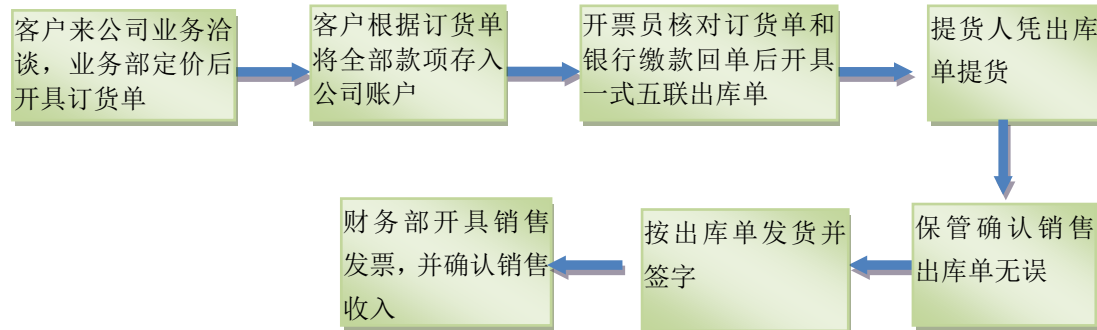 客户来公司业务洽
谈，业务部定价后
开具订货单
客户根据订货单
将全部款项存入
公司账户
开票员核对订货单和
银行缴款回单后开具
一式五联出库单
提货人凭出库
单提货
保管确认销售
出库单无误
按出库单发货并
签字
财务部开具销售
发票，并确认销售
收入